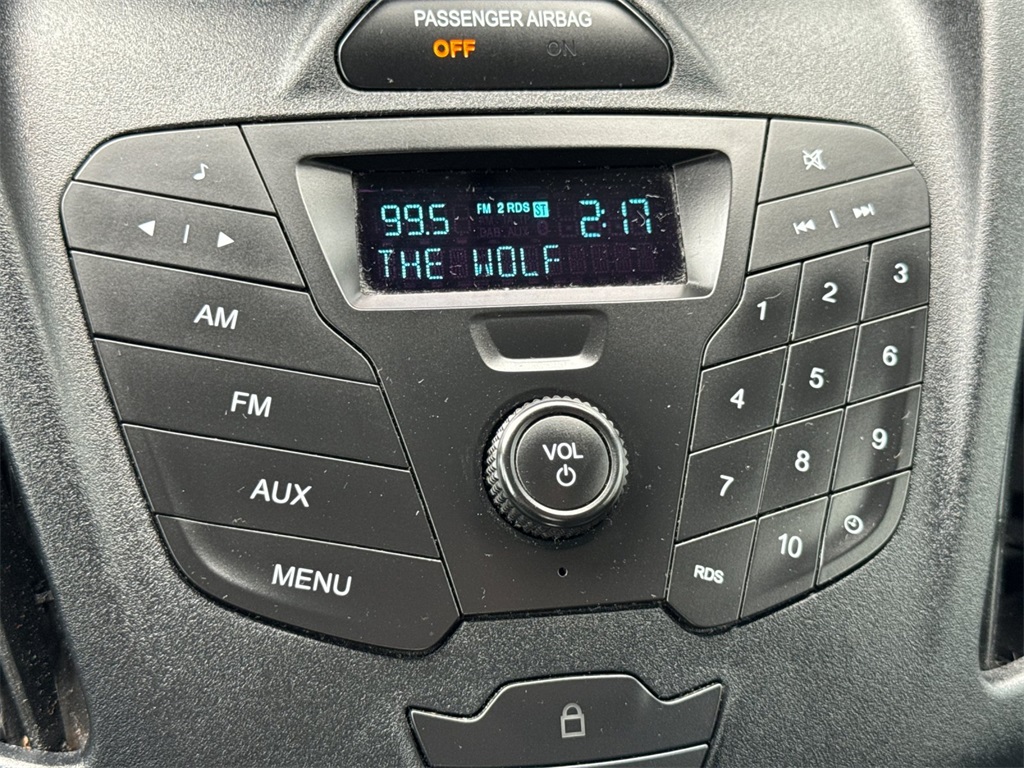 PASSENGER AIRBAG
OFF ON
99.5 FM 2 RDS ST 2:17
THE WOLF
AM
FM
AUX
MENU
VOL
1 2 3
4 5 6
7 8 9
RDS 10